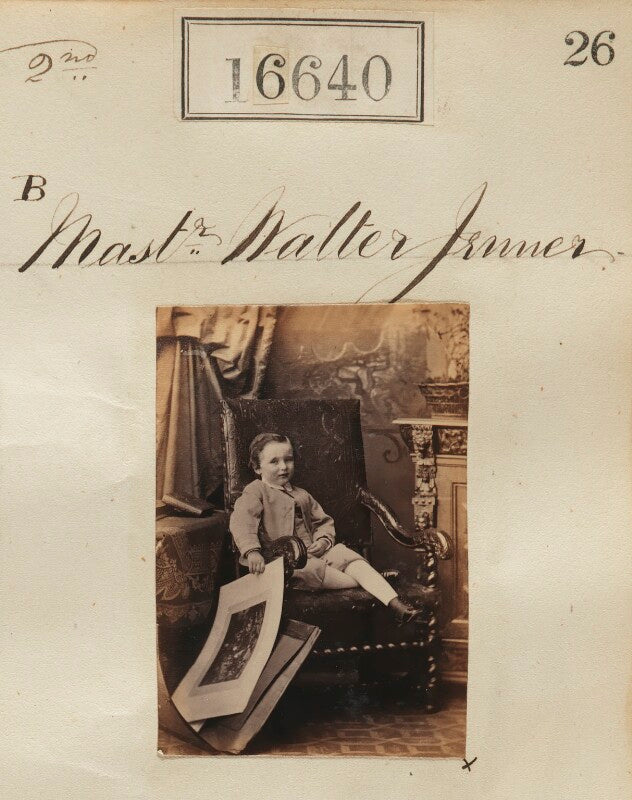 2nd
16640
26
B
Mastr. Walter Jenner.
x